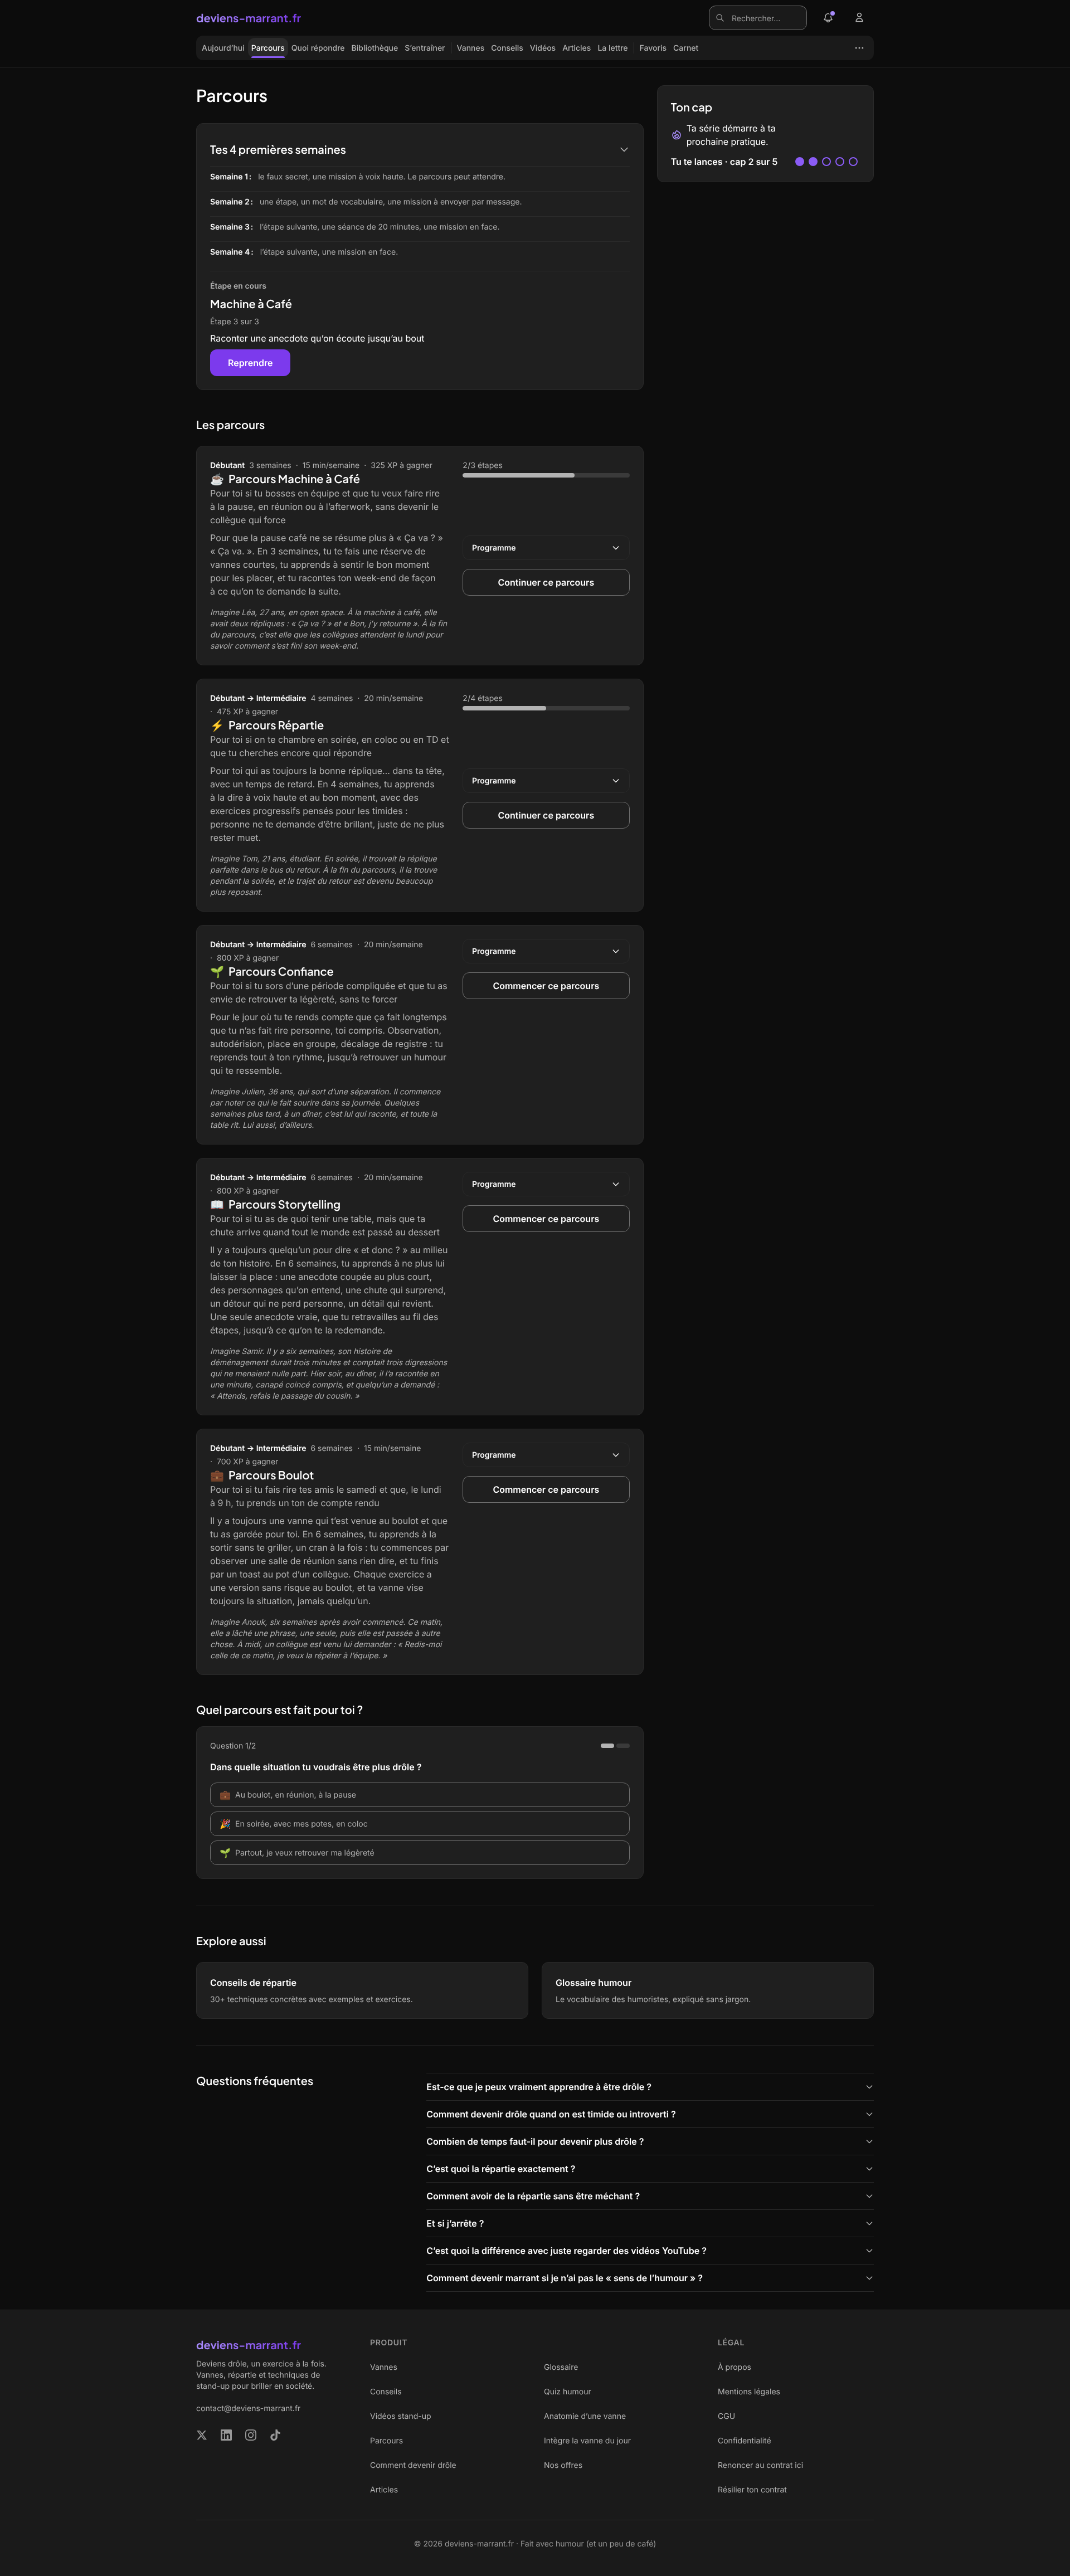 deviens-marrant.fr
Rechercher...
Aujourd'hui Parcours Quoi répondre Bibliothèque S'entraîner Vannes Conseils Vidéos Articles La lettre Favoris Carnet
Parcours
Tes 4 premières semaines
Semaine 1 : le faux secret, une mission à voix haute. Le parcours peut attendre.
Semaine 2 : une étape, un mot de vocabulaire, une mission à envoyer par message.
Semaine 3 : l'étape suivante, une séance de 20 minutes, une mission en face.
Semaine 4 : l'étape suivante, une mission en face.
Étape en cours
Machine à Café
Étape 3 sur 3
Raconter une anecdote qu'on écoute jusqu'au bout
Reprendre
Ton cap
Ta série démarre à ta
prochaine pratique.
Tu te lances · cap 2 sur 5
Les parcours
Débutant 3 semaines · 15 min/semaine · 325 XP à gagner
☕ Parcours Machine à Café
Pour toi si tu bosses en équipe et que tu veux faire rire
à la pause, en réunion ou à l'afterwork, sans devenir le
collègue qui force
Pour que la pause café ne se résume plus à « Ça va ? »
« Ça va. ». En 3 semaines, tu te fais une réserve de
vannes courtes, tu apprends à sentir le bon moment
pour les placer, et tu racontes ton week-end de façon
à ce qu'on te demande la suite.
Imagine Léa, 27 ans, en open space. À la machine à café, elle
avait deux répliques : « Ça va ? » et « Bon, j'y retourne ». À la fin
du parcours, c'est elle que les collègues attendent le lundi pour
savoir comment s'est fini son week-end.
2/3 étapes
Programme
Continuer ce parcours
Débutant → Intermédiaire 4 semaines · 20 min/semaine
· 475 XP à gagner
⚡ Parcours Répartie
Pour toi si on te chambre en soirée, en coloc ou en TD et
que tu cherches encore quoi répondre
Pour toi qui as toujours la bonne réplique… dans ta tête,
avec un temps de retard. En 4 semaines, tu apprends
à la dire à voix haute et au bon moment, avec des
exercices progressifs pensés pour les timides :
personne ne te demande d'être brillant, juste de ne plus
rester muet.
Imagine Tom, 21 ans, étudiant. En soirée, il trouvait la réplique
parfaite dans le bus du retour. À la fin du parcours, il la trouve
pendant la soirée, et le trajet du retour est devenu beaucoup
plus reposant.
2/4 étapes
Programme
Continuer ce parcours
Débutant → Intermédiaire 6 semaines · 20 min/semaine
· 800 XP à gagner
🌱 Parcours Confiance
Pour toi si tu sors d'une période compliquée et que tu as
envie de retrouver ta légèreté, sans te forcer
Pour le jour où tu te rends compte que ça fait longtemps
que tu n'as fait rire personne, toi compris. Observation,
autodérision, place en groupe, décalage de registre : tu
reprends tout à ton rythme, jusqu'à retrouver un humour
qui te ressemble.
Imagine Julien, 36 ans, qui sort d'une séparation. Il commence
par noter ce qui le fait sourire dans sa journée. Quelques
semaines plus tard, à un dîner, c'est lui qui raconte, et toute la
table rit. Lui aussi, d'ailleurs.
Programme
Commencer ce parcours
Débutant → Intermédiaire 6 semaines · 20 min/semaine
· 800 XP à gagner
📖 Parcours Storytelling
Pour toi si tu as de quoi tenir une table, mais que ta
chute arrive quand tout le monde est passé au dessert
Il y a toujours quelqu'un pour dire « et donc ? » au milieu
de ton histoire. En 6 semaines, tu apprends à ne plus lui
laisser la place : une anecdote coupée au plus court,
des personnages qu'on entend, une chute qui surprend,
un détour qui ne perd personne, un détail qui revient.
Une seule anecdote vraie, que tu retravailles au fil des
étapes, jusqu'à ce qu'on te la redemande.
Imagine Samir. Il y a six semaines, son histoire de
déménagement durait trois minutes et comptait trois digressions
qui ne menaient nulle part. Hier soir, au dîner, il l'a racontée en
une minute, canapé coincé compris, et quelqu'un a demandé :
« Attends, refais le passage du cousin. »
Programme
Commencer ce parcours
Débutant → Intermédiaire 6 semaines · 15 min/semaine
· 700 XP à gagner
💼 Parcours Boulot
Pour toi si tu fais rire tes amis le samedi et que, le lundi
à 9 h, tu prends un ton de compte rendu
Il y a toujours une vanne qui t'est venue au boulot et que
tu as gardée pour toi. En 6 semaines, tu apprends à la
sortir sans te griller, un cran à la fois : tu commences par
observer une salle de réunion sans rien dire, et tu finis
par un toast au pot d'un collègue. Chaque exercice a
une version sans risque au boulot, et ta vanne vise
toujours la situation, jamais quelqu'un.
Imagine Anouk, six semaines après avoir commencé. Ce matin,
elle a lâché une phrase, une seule, puis elle est passée à autre
chose. À midi, un collègue est venu lui demander : « Redis-moi
celle de ce matin, je veux la répéter à l'équipe. »
Programme
Commencer ce parcours
Quel parcours est fait pour toi ?
Question 1/2
Dans quelle situation tu voudrais être plus drôle ?
💼 Au boulot, en réunion, à la pause
🎉 En soirée, avec mes potes, en coloc
🌱 Partout, je veux retrouver ma légèreté
Explore aussi
Conseils de répartie
30+ techniques concrètes avec exemples et exercices.
Glossaire humour
Le vocabulaire des humoristes, expliqué sans jargon.
Questions fréquentes
Est-ce que je peux vraiment apprendre à être drôle ?
Comment devenir drôle quand on est timide ou introverti ?
Combien de temps faut-il pour devenir plus drôle ?
C'est quoi la répartie exactement ?
Comment avoir de la répartie sans être méchant ?
Et si j'arrête ?
C'est quoi la différence avec juste regarder des vidéos YouTube ?
Comment devenir marrant si je n'ai pas le « sens de l'humour » ?
deviens-marrant.fr
Deviens drôle, un exercice à la fois.
Vannes, répartie et techniques de
stand-up pour briller en société.
contact@deviens-marrant.fr
PRODUIT
Vannes
Conseils
Vidéos stand-up
Parcours
Comment devenir drôle
Articles
Glossaire
Quiz humour
Anatomie d'une vanne
Intègre la vanne du jour
Nos offres
LÉGAL
À propos
Mentions légales
CGU
Confidentialité
Renoncer au contrat ici
Résilier ton contrat
© 2026 deviens-marrant.fr · Fait avec humour (et un peu de café)